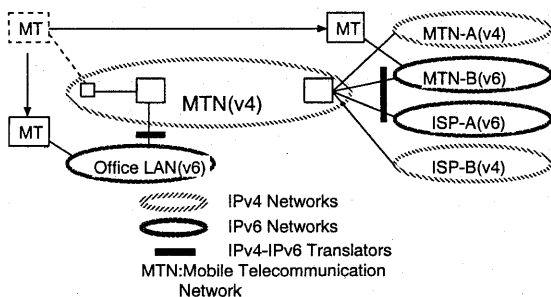 MT
MT
MTN-A(v4)
MTN-B(v6)
MTN(v4)
ISP-A(v6)
MT
Office LAN(v6)
ISP-B(v4)
IPv4 Networks
IPv6 Networks
IPv4-IPv6 Translators
MTN:Mobile Telecommunication
Network